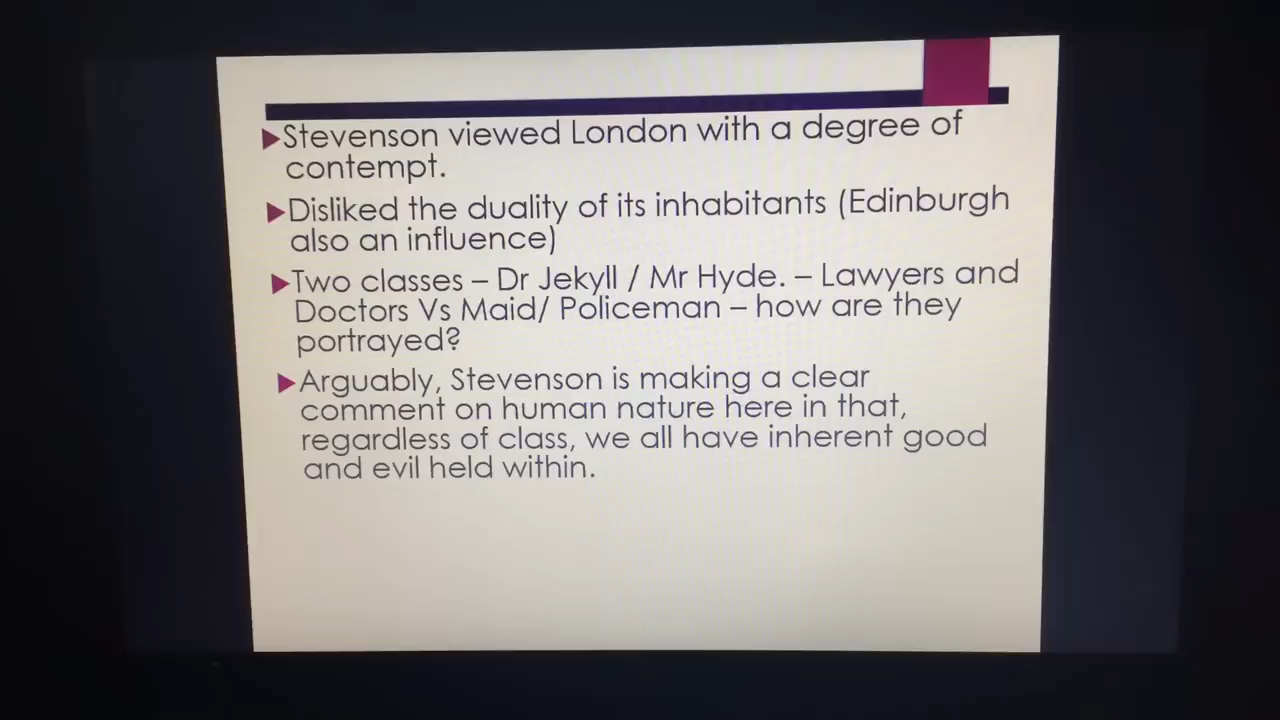 Stevenson viewed London with a degree of
contempt.
Disliked the duality of its inhabitants (Edinburgh
also an influence)
Two classes – Dr Jekyll / Mr Hyde. – Lawyers and
Doctors Vs Maid/ Policeman – how are they
portrayed?
Arguably, Stevenson is making a clear
comment on human nature here in that,
regardless of class, we all have inherent good
and evil held within.